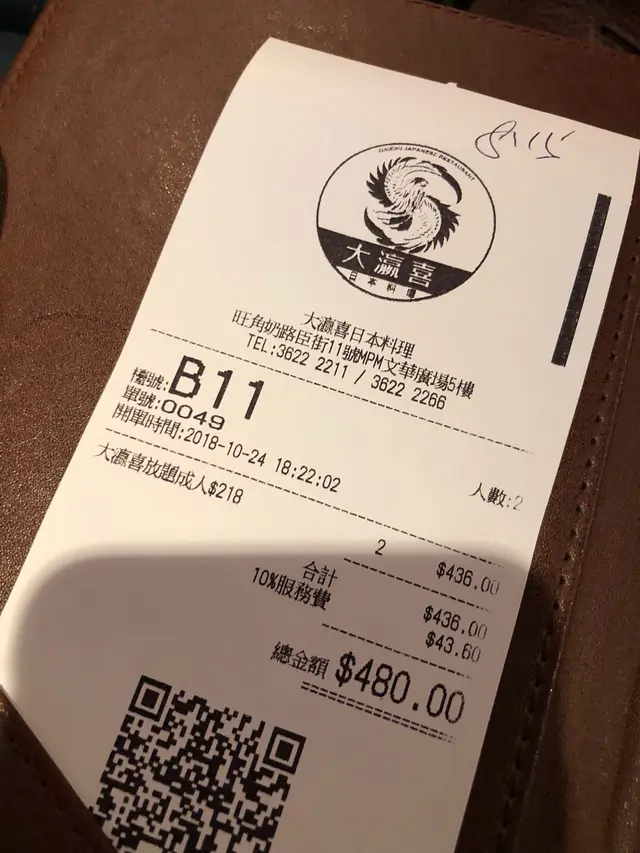 JAPANESE RESTAURANT
大瀛喜
日本料理
大瀛喜日本料理
旺角奶路臣街11號MPM文華廣場5樓
TEL:3622 2211 / 3622 2266
檯號:B11
單號:0049
開單時間:2018-10-24 18:22:02 人數:2
大瀛喜放題成人$218
2 $436.00
合計 $436.00
10%服務費 $43.60
總金額 $480.00